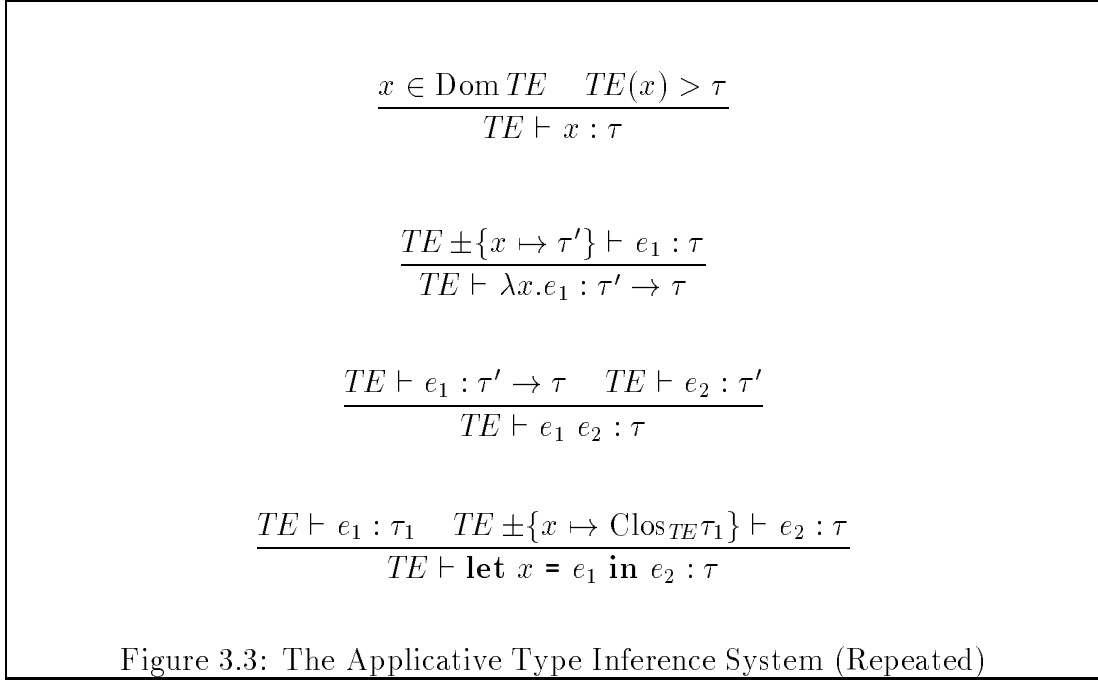 x ∈ Dom TE TE(x) > τ
TE ⊢ x : τ
TE ±{x ↦ τ′} ⊢ e₁ : τ
TE ⊢ λx.e₁ : τ′ → τ
TE ⊢ e₁ : τ′ → τ TE ⊢ e₂ : τ′
TE ⊢ e₁ e₂ : τ
TE ⊢ e₁ : τ₁ TE ±{x ↦ Clos_TE τ₁} ⊢ e₂ : τ
TE ⊢ let x = e₁ in e₂ : τ
Figure 3.3: The Applicative Type Inference System (Repeated)